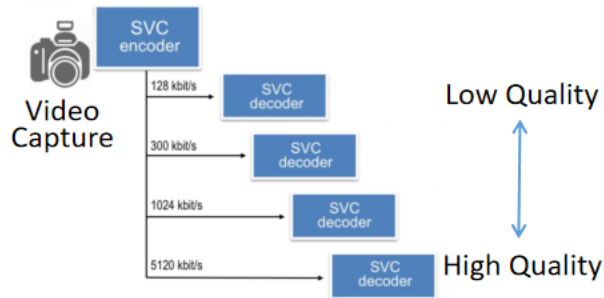 SVC
encoder
Video
Capture
128 kbit/s
SVC
decoder
Low Quality
300 kbit/s
SVC
decoder
1024 kbit/s
SVC
decoder
5120 kbit/s
SVC
decoder
High Quality